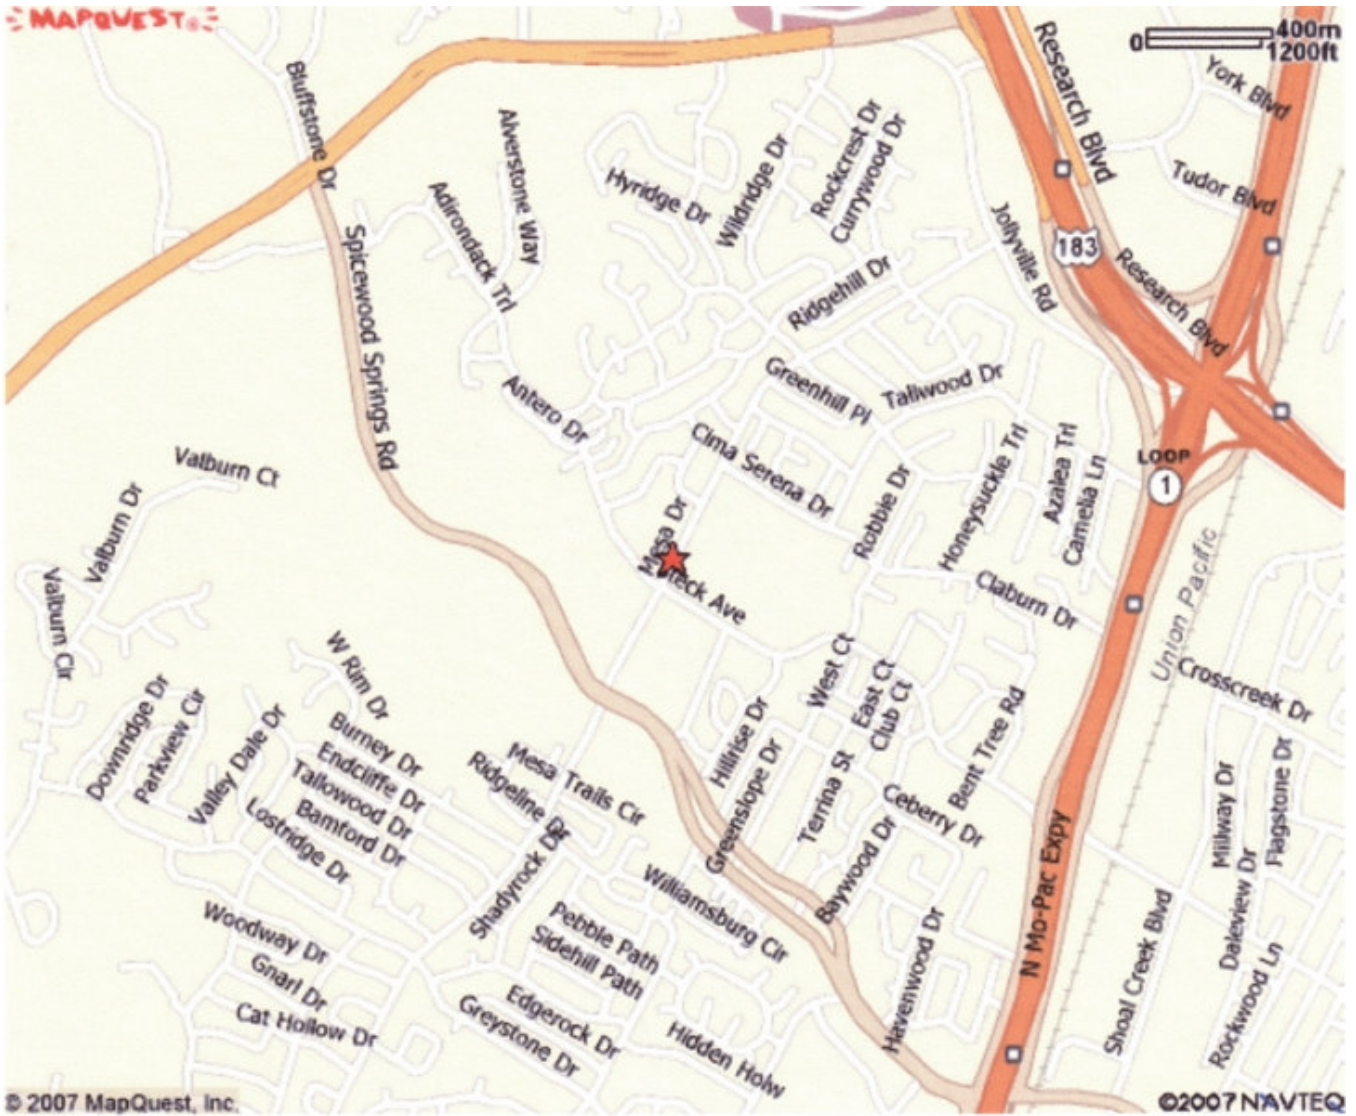 MAPQUEST
400m
0
1200ft
Research Blvd
York Blvd
Bluffstone Dr
Alverstone Way
Rockcrest Dr
Currywood Dr
Wildridge Dr
Hyridge Dr
Tudor Blvd
Adirondack Trl
Jollyville Rd
183
Research Blvd
Spicewood Springs Rd
Ridgehill Dr
Greenhill Pl
Tallwood Dr
Antero Dr
Cima Serena Dr
Honeysuckle Trl
Azalea Trl
Camelia Ln
LOOP
1
Valburn Ct
Valburn Dr
Robbie Dr
Mesa Dr
Steck Ave
Claburn Dr
Union Pacific
Valburn Cir
West Ct
East Ct
Club Ct
Crosscreek Dr
W Rim Dr
Downridge Dr
Parkview Cir
Valley Dale Dr
Burney Dr
Endcliffe Dr
Tallowood Dr
Bamford Dr
Lostridge Dr
Mesa Trails Cir
Ridgeline Dr
Hillrise Dr
Greenslope Dr
Terrina St
Bent Tree Rd
Ceberry Dr
Baywood Dr
Millway Dr
Flagstone Dr
Shadyrock Dr
Williamsburg Cir
N Mo-Pac Expy
Daleview Dr
Woodway Dr
Pebble Path
Sidehill Path
Gnarl Dr
Cat Hollow Dr
Havenwood Dr
Shoal Creek Blvd
Rockwood Ln
Edgerock Dr
Greystone Dr
Hidden Holw
© 2007 MapQuest, Inc.
©2007 NAVTEQ